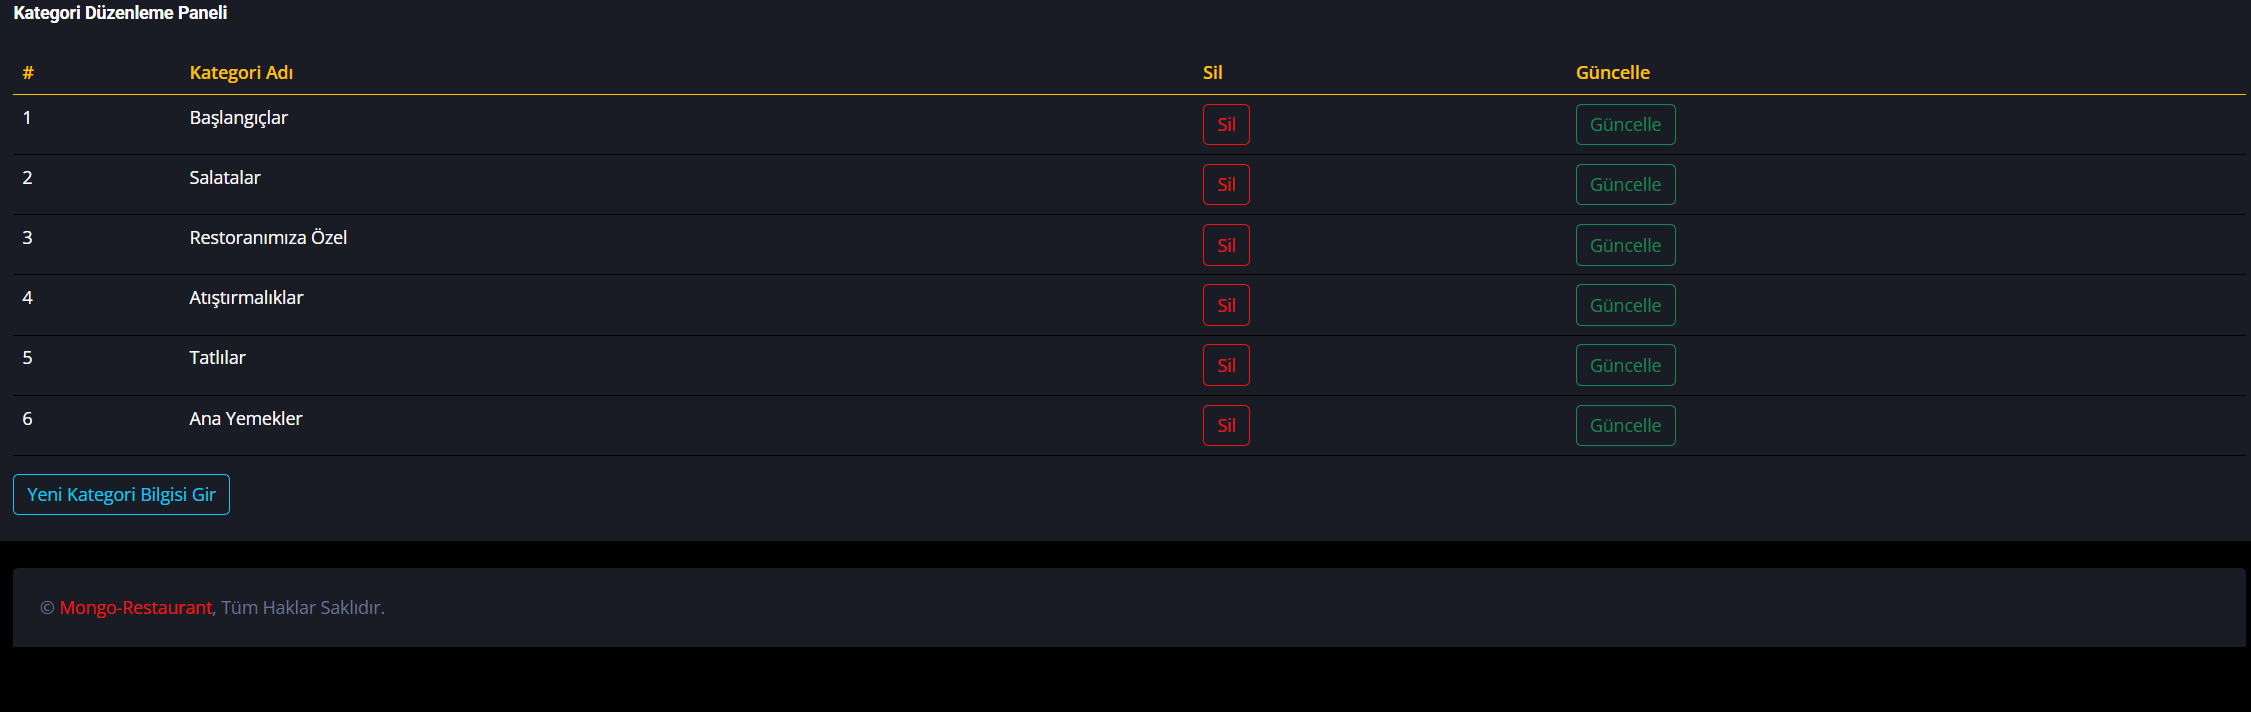 Kategori Düzenleme Paneli
# Kategori Adı Sil Güncelle
1 Başlangıçlar Sil Güncelle
2 Salatalar Sil Güncelle
3 Restoranımıza Özel Sil Güncelle
4 Atıştırmalıklar Sil Güncelle
5 Tatlılar Sil Güncelle
6 Ana Yemekler Sil Güncelle
Yeni Kategori Bilgisi Gir
© Mongo-Restaurant, Tüm Haklar Saklıdır.